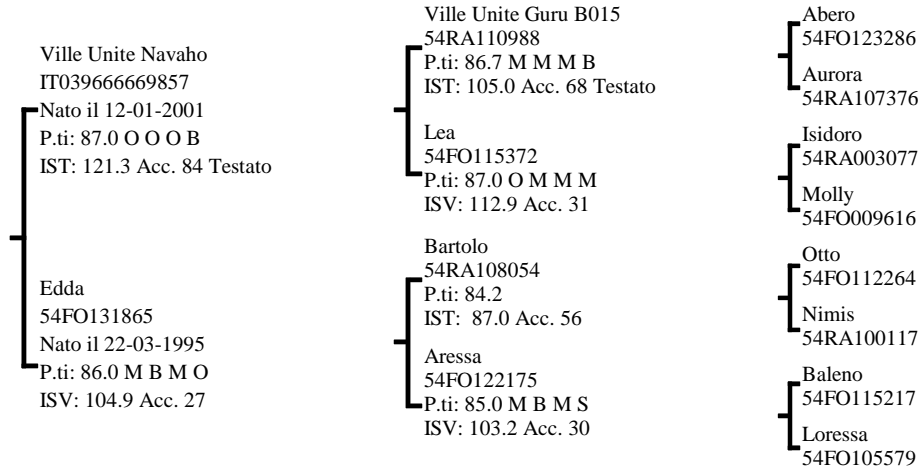 Ville Unite Navaho
IT039666669857
Nato il 12-01-2001
P.ti: 87.0 O O O B
IST: 121.3 Acc. 84 Testato
Edda
54FO131865
Nato il 22-03-1995
P.ti: 86.0 M B M O
ISV: 104.9 Acc. 27
Ville Unite Guru B015
54RA110988
P.ti: 86.7 M M M B
IST: 105.0 Acc. 68 Testato
Lea
54FO115372
P.ti: 87.0 O M M M
ISV: 112.9 Acc. 31
Bartolo
54RA108054
P.ti: 84.2
IST: 87.0 Acc. 56
Aressa
54FO122175
P.ti: 85.0 M B M S
ISV: 103.2 Acc. 30
Abero
54FO123286
Aurora
54RA107376
Isidoro
54RA003077
Molly
54FO009616
Otto
54FO112264
Nimis
54RA100117
Baleno
54FO115217
Loressa
54FO105579